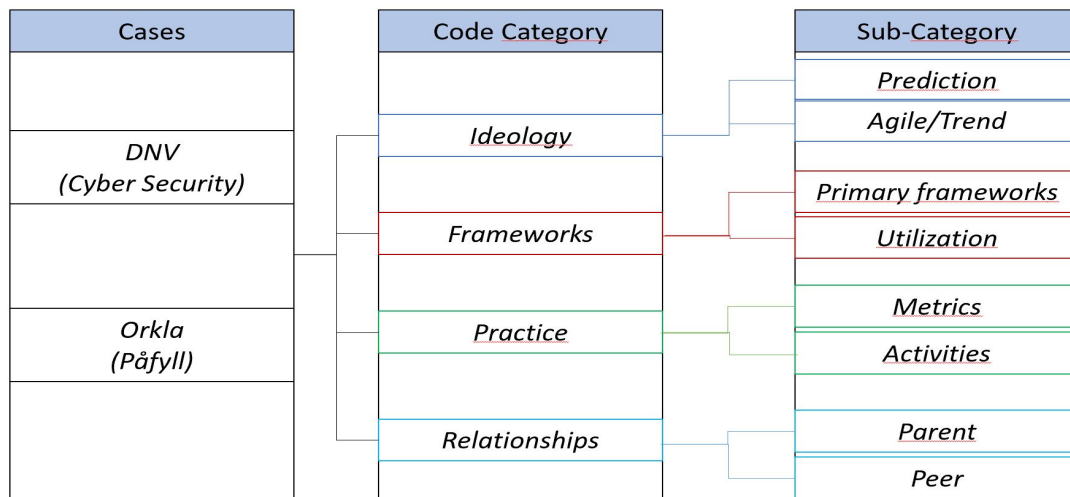 Cases
DNV
(Cyber Security)
Orkla
(Påfyll)
Code Category
Ideology
Frameworks
Practice
Relationships
Sub-Category
Prediction
Agile/Trend
Primary frameworks
Utilization
Metrics
Activities
Parent
Peer